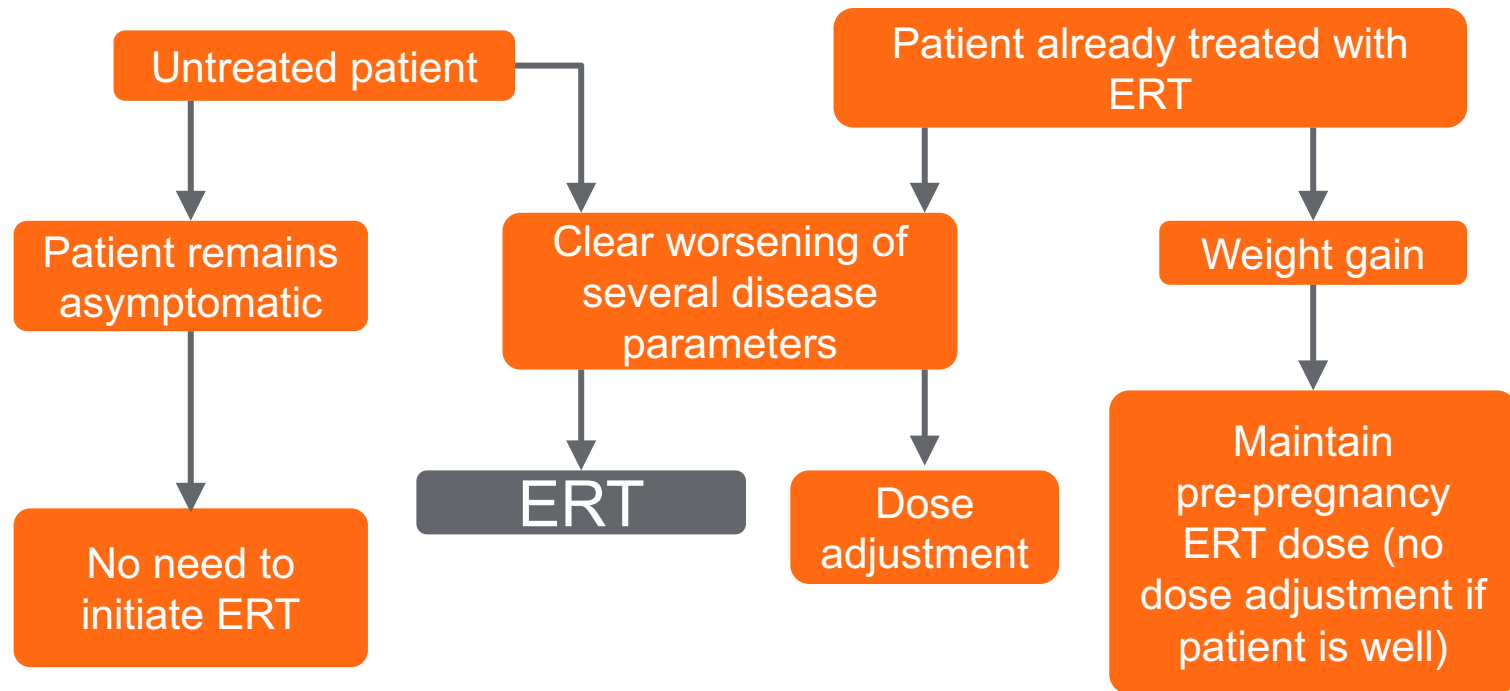 Untreated patient
Patient already treated with
ERT
Patient remains
asymptomatic
Clear worsening of
several disease
parameters
Weight gain
No need to
initiate ERT
ERT
Dose
adjustment
Maintain
pre-pregnancy
ERT dose (no
dose adjustment if
patient is well)